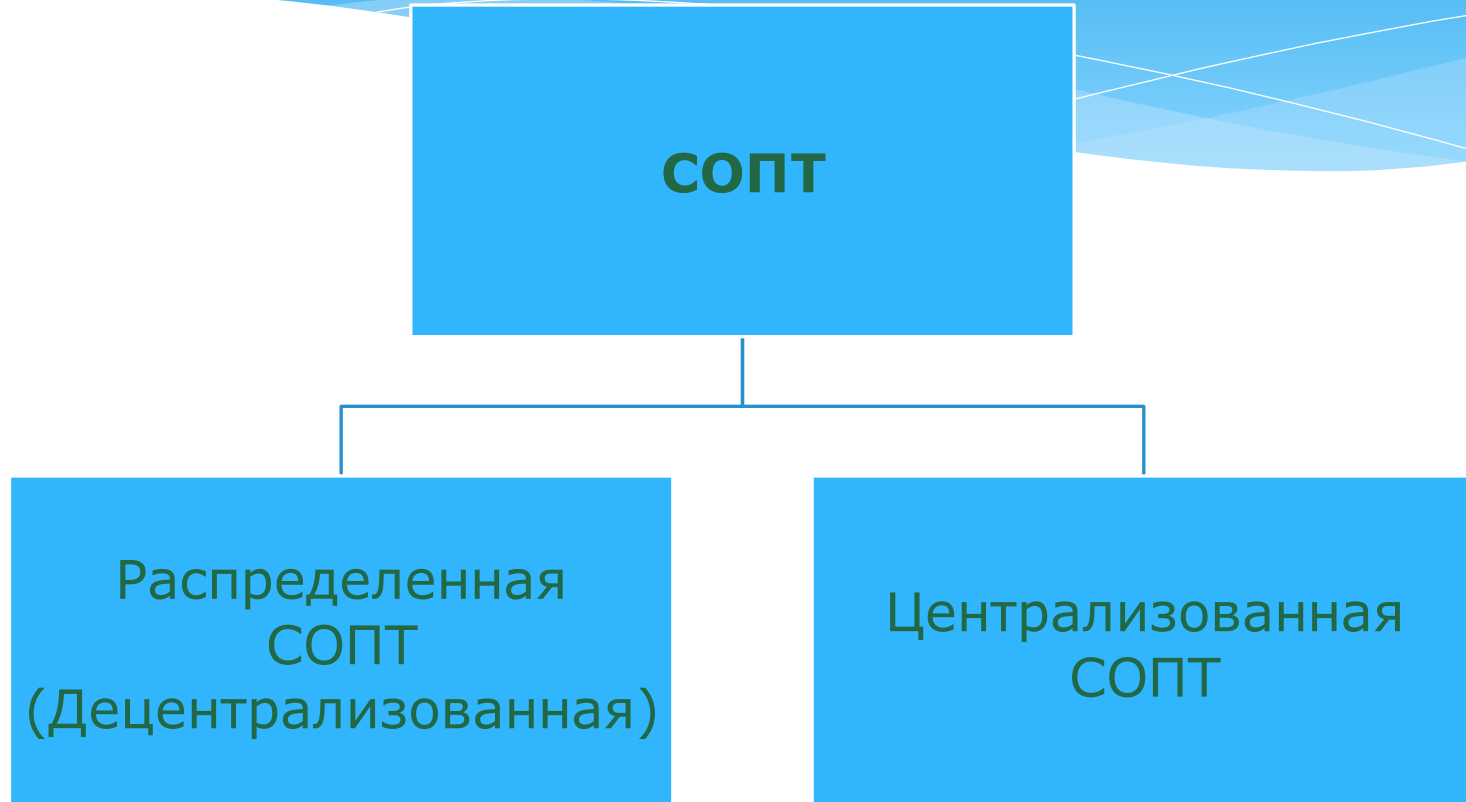 СОПТ
Распределенная
СОПТ
(Децентрализованная)
Централизованная
СОПТ